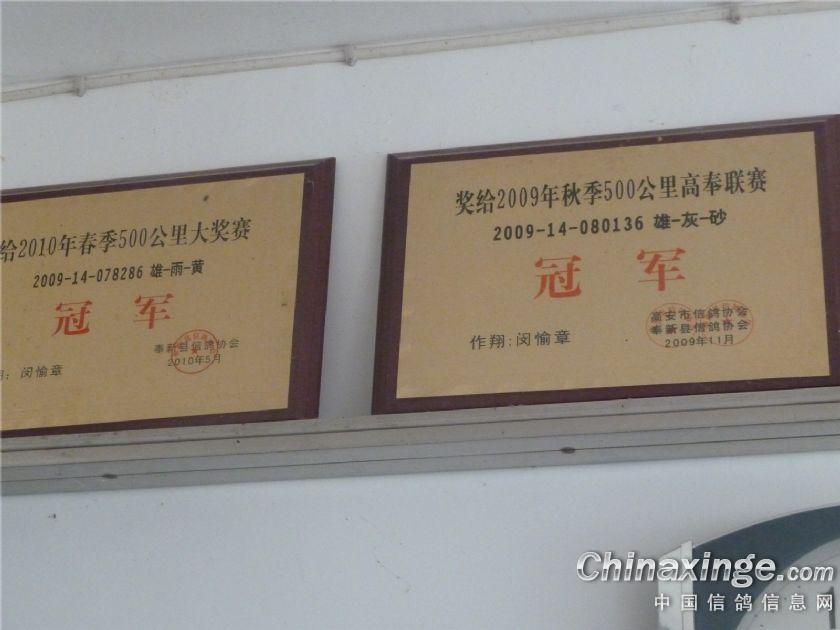 给2010年春季500公里大奖赛
2009-14-078286 雄-雨-黄
冠 军
翔: 闵愉章
奉新县信鸽协会
2010年5月
奖给2009年秋季500公里高奉联赛
2009-14-080136 雄-灰-砂
冠 军
作翔: 闵愉章
高安市信鸽协会
奉新县信鸽协会
2009年11月
Chinaxinge.com
中国信鸽信息网